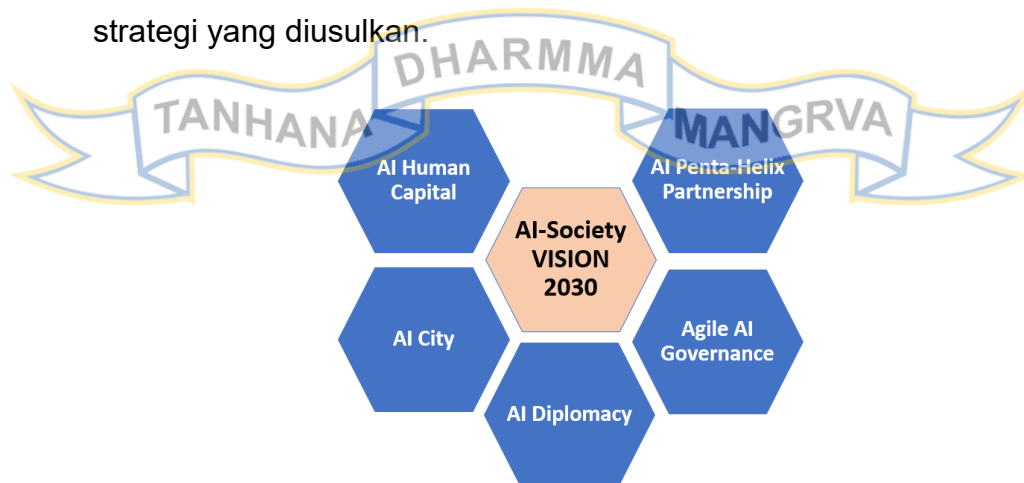 strategi yang diusulkan.
TANHANA DHARMMA MANGRVA
AI Human
Capital
AI Penta-Helix
Partnership
AI-Society
VISION
2030
AI City
Agile AI
Governance
AI Diplomacy